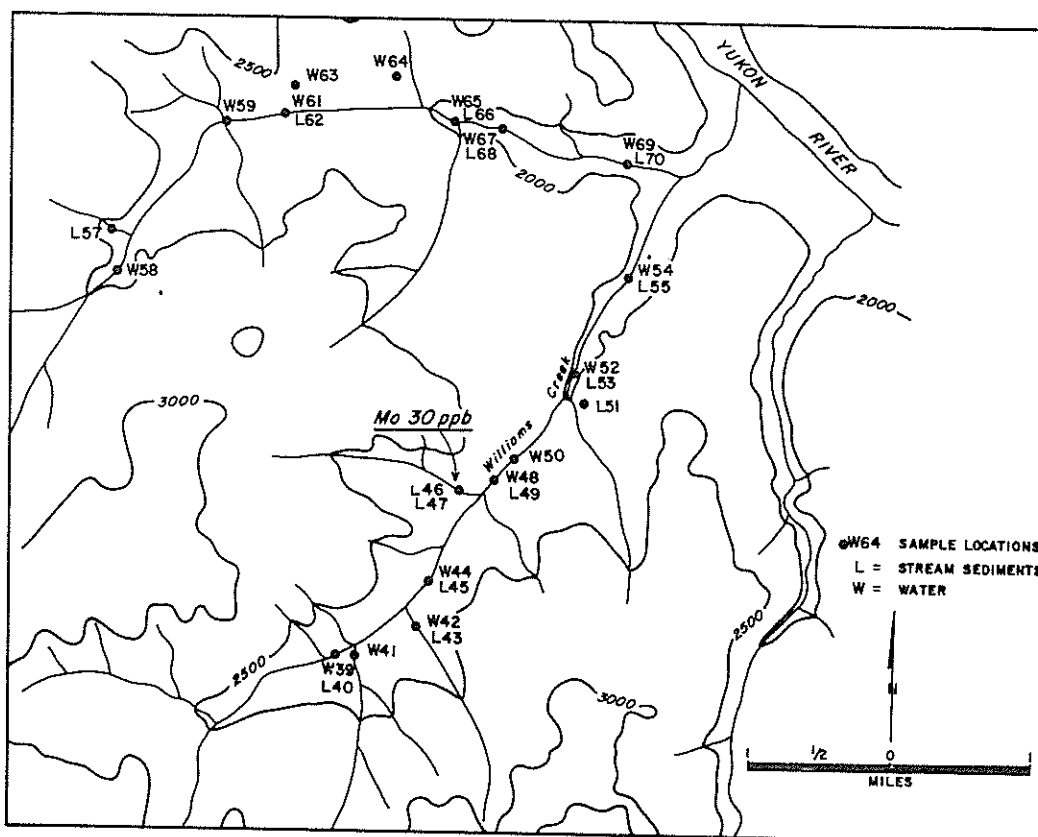 YUKON
RIVER
2500
W63
W64
W59
W61
L62
W65
L66
W67
L68
W69
L70
2000
L57
W58
W54
L55
2000
3000
Creek
W52
L53
L51
Mo 30 ppb
Williams
W50
W48
L49
L46
L47
W64 SAMPLE LOCATIONS
L = STREAM SEDIMENTS
W = WATER
W44
L45
W42
L43
2500
W41
W39
L40
2500
3000
N
1 1/2 0 1
MILES